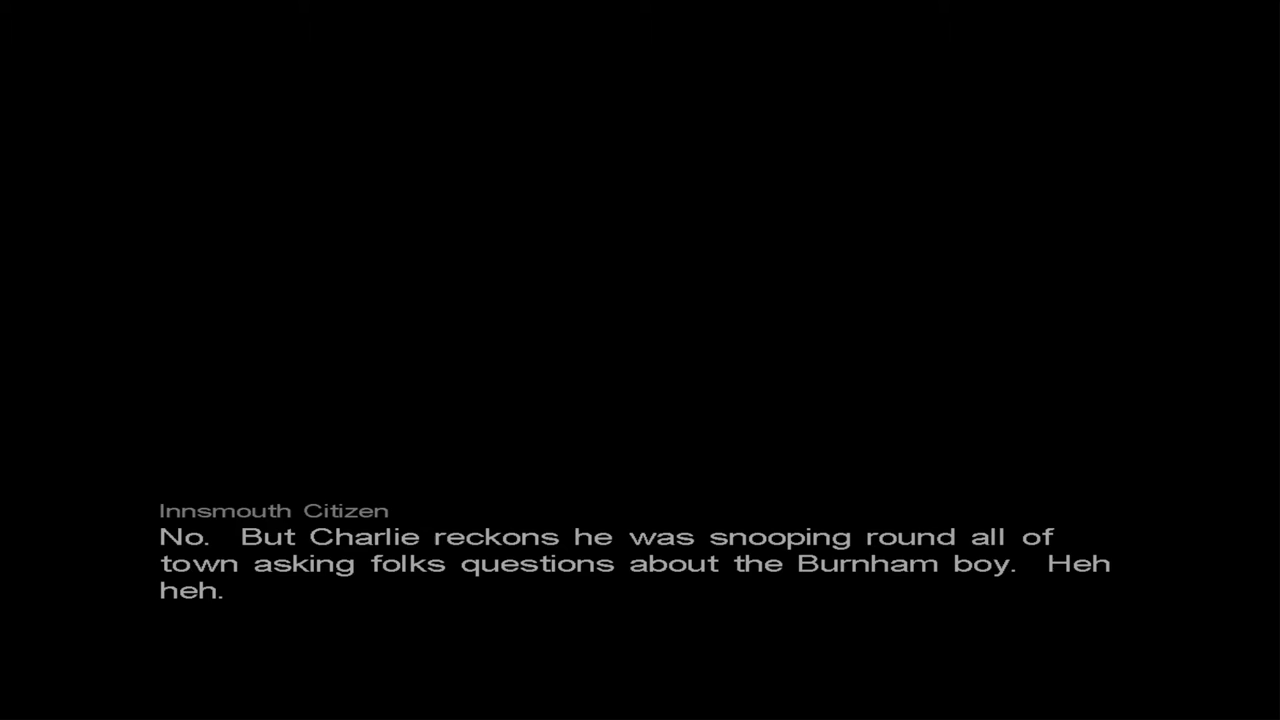 Innsmouth Citizen
No.  But Charlie reckons he was snooping round all of
town asking folks questions about the Burnham boy.  Heh
heh.